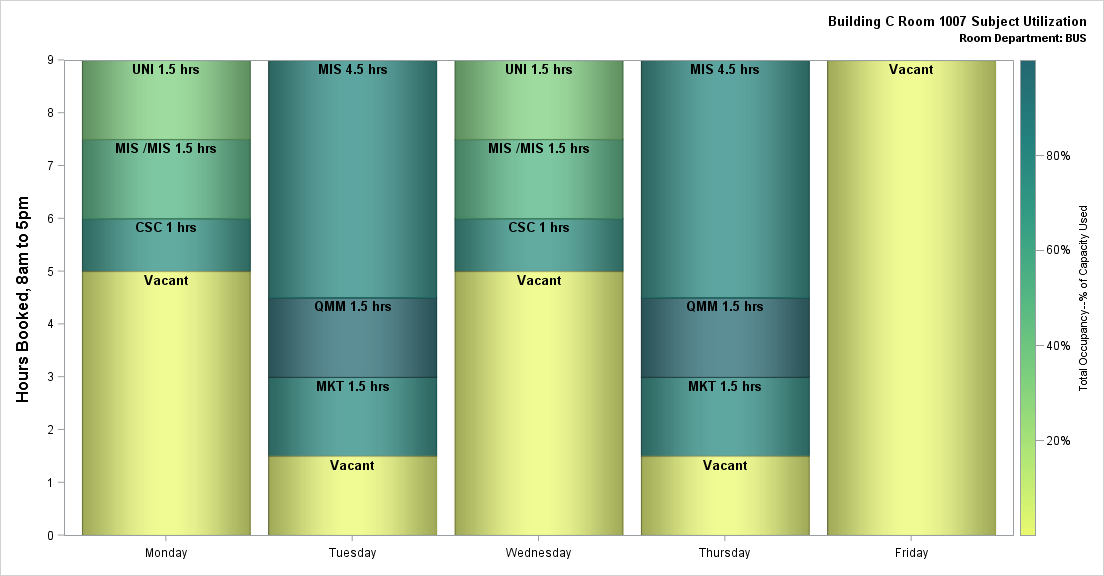 Building C Room 1007 Subject Utilization
Room Department: BUS
Hours Booked, 8am to 5pm
9
8
7
6
5
4
3
2
1
0
UNI 1.5 hrs
MIS /MIS 1.5 hrs
CSC 1 hrs
Vacant
MIS 4.5 hrs
QMM 1.5 hrs
MKT 1.5 hrs
Vacant
UNI 1.5 hrs
MIS /MIS 1.5 hrs
CSC 1 hrs
Vacant
MIS 4.5 hrs
QMM 1.5 hrs
MKT 1.5 hrs
Vacant
Vacant
Monday
Tuesday
Wednesday
Thursday
Friday
80%
60%
40%
20%
Total Occupancy--% of Capacity Used